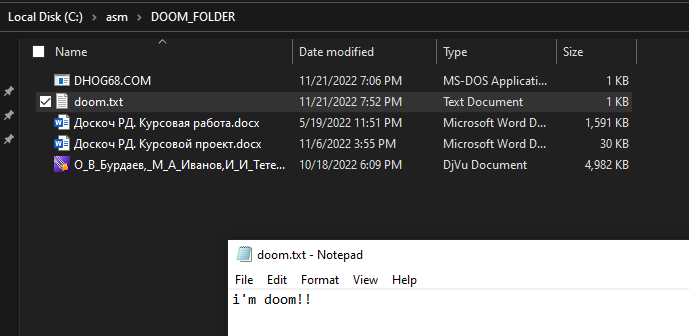 Local Disk (C:) > asm > DOOM_FOLDER
Name Date modified Type Size
DHOG68.COM 11/21/2022 7:06 PM MS-DOS Applicati... 1 KB
doom.txt 11/21/2022 7:52 PM Text Document 1 KB
Доскоч РД. Курсовая работа.docx 5/19/2022 11:51 PM Microsoft Word D... 1,591 KB
Доскоч РД. Курсовой проект.docx 11/6/2022 3:55 PM Microsoft Word D... 30 KB
О_В_Бурдаев,_М_А_Иванов,И_И_Тете... 10/18/2022 6:09 PM DjVu Document 4,982 KB
doom.txt - Notepad
File Edit Format View Help
i'm doom!!